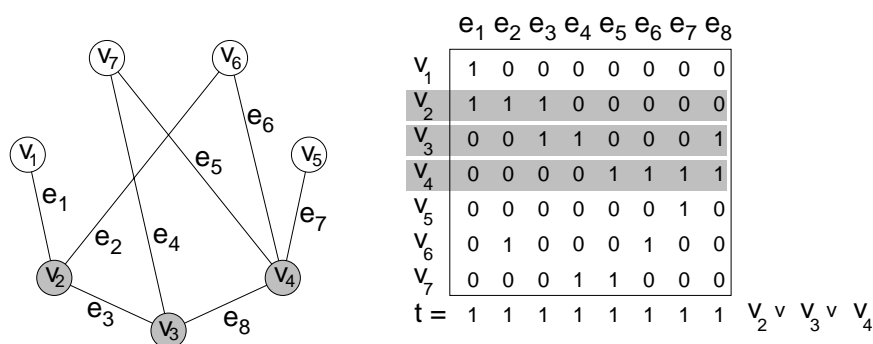 v7 v6
e6
v1 e5 v5
e1 e7
e2 e4
v2 v4
e3 e8
v3
e1 e2 e3 e4 e5 e6 e7 e8
v1 1 0 0 0 0 0 0 0
v2 1 1 1 0 0 0 0 0
v3 0 0 1 1 0 0 0 1
v4 0 0 0 0 1 1 1 1
v5 0 0 0 0 0 0 1 0
v6 0 1 0 0 0 1 0 0
v7 0 0 0 1 1 0 0 0
t = 1 1 1 1 1 1 1 1 v2 v v3 v v4